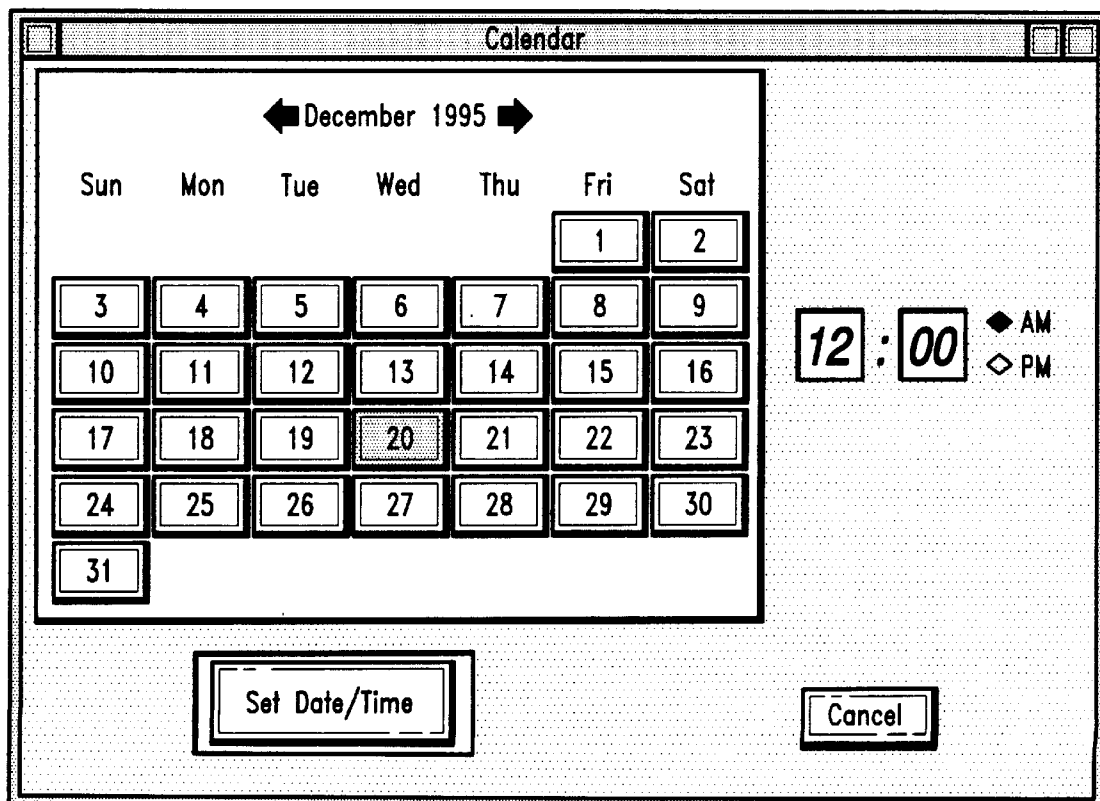 Calendar
December 1995
Sun Mon Tue Wed Thu Fri Sat
1 2
3 4 5 6 7 8 9
10 11 12 13 14 15 16
17 18 19 20 21 22 23
24 25 26 27 28 29 30
31
12 : 00
AM
PM
Set Date/Time
Cancel